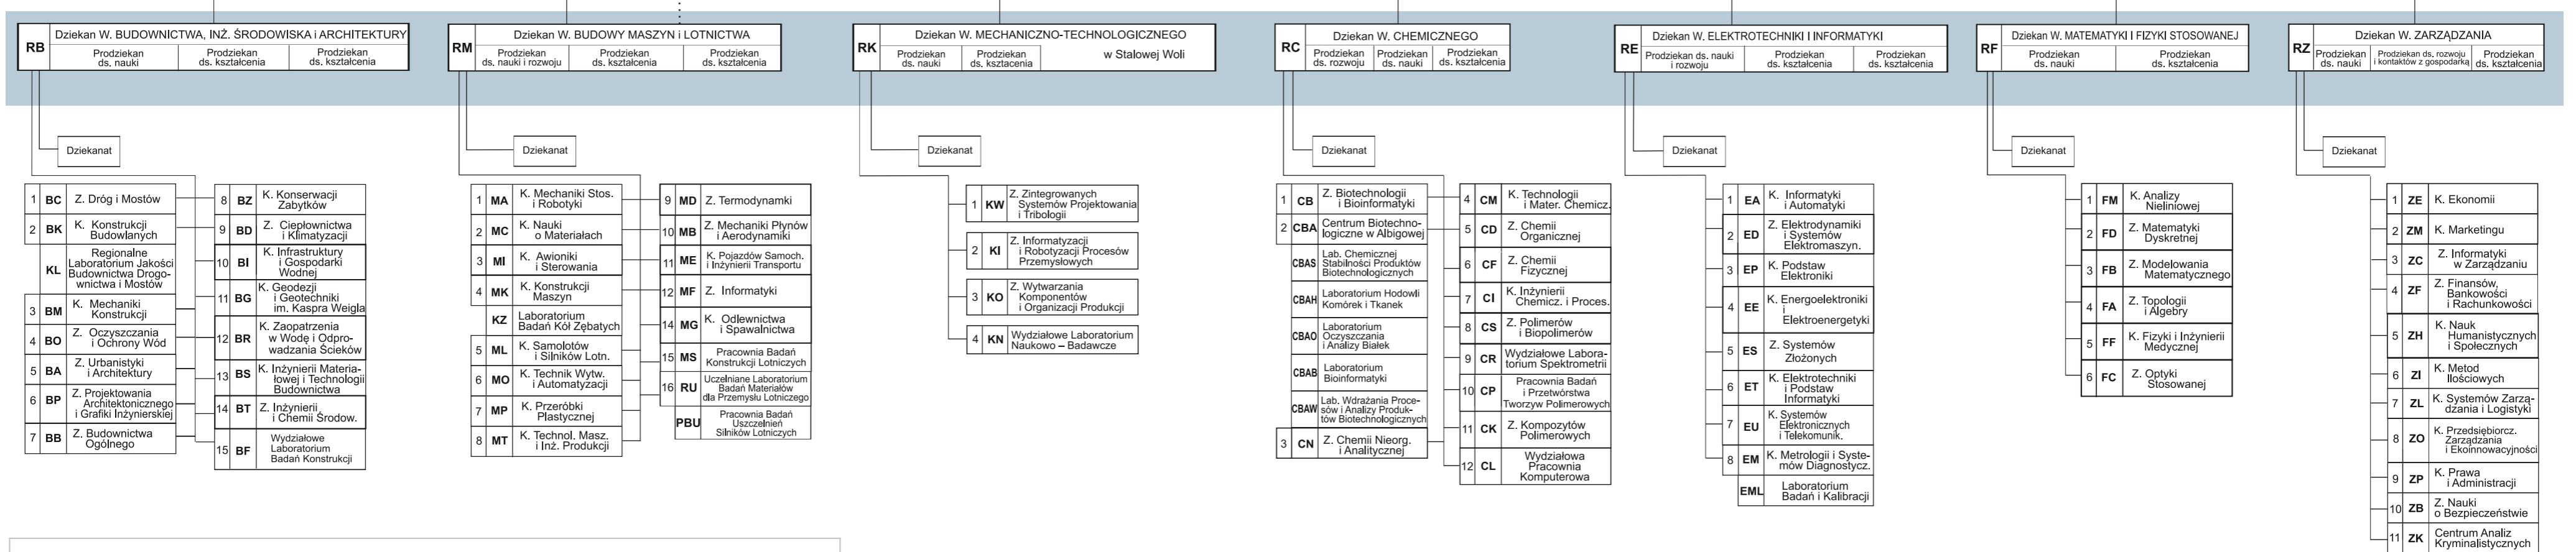 RB
Dziekan W. BUDOWNICTWA, INŻ. ŚRODOWISKA i ARCHITEKTURY
Prodziekan
ds. nauki
Prodziekan
ds. kształcenia
Prodziekan
ds. kształcenia
Dziekanat
1 BC Z. Dróg i Mostów
2 BK K. Konstrukcji
Budowlanych
KL Regionalne
Laboratorium Jakości
Budownictwa Drogo-
wnictwa i Mostów
3 BM K. Mechaniki
Konstrukcji
4 BO Z. Oczyszczania
i Ochrony Wód
5 BA Z. Urbanistyki
i Architektury
6 BP Z. Projektowania
Architektonicznego
i Grafiki Inżynierskiej
7 BB Z. Budownictwa
Ogólnego
8 BZ K. Konserwacji
Zabytków
9 BD Z. Ciepłownictwa
i Klimatyzacji
10 BI K. Infrastruktury
i Gospodarki
Wodnej
11 BG K. Geodezji
i Geotechniki
im. Kaspra Weigla
12 BR K. Zaopatrzenia
w Wodę i Odpro-
wadzania Ścieków
13 BS K. Inżynierii Materia-
łowej i Technologii
Budownictwa
14 BT Z. Inżynierii
i Chemii Środow.
15 BF Wydziałowe
Laboratorium
Badań Konstrukcji
RM
Dziekan W. BUDOWY MASZYN i LOTNICTWA
Prodziekan
ds. nauki i rozwoju
Prodziekan
ds. kształcenia
Prodziekan
ds. kształcenia
Dziekanat
1 MA K. Mechaniki Stos.
i Robotyki
2 MC K. Nauki
o Materiałach
3 MI K. Awioniki
i Sterowania
4 MK K. Konstrukcji
Maszyn
KZ Laboratorium
Badań Kół Zębatych
5 ML K. Samolotów
i Silników Lotn.
6 MO K. Technik Wytw.
i Automatyzacji
7 MP K. Przeróbki
Plastycznej
8 MT K. Technol. Masz.
i Inż. Produkcji
9 MD Z. Termodynamki
10 MB Z. Mechaniki Płynów
i Aerodynamiki
11 ME K. Pojazdów Samoch.
i Inżynierii Transportu
12 MF Z. Informatyki
14 MG K. Odlewnictwa
i Spawalnictwa
15 MS Pracownia Badań
Konstrukcji Lotniczych
16 RU Uczelniane Laboratorium
Badań Materiałów
dla Przemysłu Lotniczego
PBU Pracownia Badań
Uszczelnień
Silników Lotniczych
RK
Dziekan W. MECHANICZNO-TECHNOLOGICZNEGO
Prodziekan
ds. nauki
Prodziekan
ds. kształcenia
w Stalowej Woli
Dziekanat
1 KW Z. Zintegrowanych
Systemów Projektowania
i Tribologii
2 KI Z. Informatyzacji
i Robotyzacji Procesów
Przemysłowych
3 KO Z. Wytwarzania
Komponentów
i Organizacji Produkcji
4 KN Wydziałowe Laboratorium
Naukowo – Badawcze
RC
Dziekan W. CHEMICZNEGO
Prodziekan
ds. rozwoju
Prodziekan
ds. nauki
Prodziekan
ds. kształcenia
Dziekanat
1 CB Z. Biotechnologii
i Bioinformatyki
2 CBA Centrum Biotechno-
logiczne w Albigowej
CBAS Lab. Chemicznej
Stabilności Produktów
Biotechnologicznych
CBAH Laboratorium Hodowli
Komórek i Tkanek
CBAO Laboratorium
Oczyszczania
i Analizy Białek
CBAB Laboratorium
Bioinformatyki
CBAW Lab. Wdrażania Proce-
sów i Analizy Produk-
tów Biotechnologicznych
3 CN Z. Chemii Nieorg.
i Analitycznej
4 CM K. Technologii
i Mater. Chemicz.
5 CD Z. Chemii
Organicznej
6 CF Z. Chemii
Fizycznej
7 CI K. Inżynierii
Chemicz. i Proces.
8 CS Z. Polimerów
i Biopolimerów
9 CR Wydziałowe Labora-
torium Spektrometrii
10 CP Pracownia Badań
i Przetwórstwa
Tworzyw Polimerowych
11 CK Z. Kompozytów
Polimerowych
12 CL Wydziałowa
Pracownia
Komputerowa
RE
Dziekan W. ELEKTROTECHNIKI I INFORMATYKI
Prodziekan ds. nauki
i rozwoju
Prodziekan
ds. kształcenia
Prodziekan
ds. kształcenia
Dziekanat
1 EA K. Informatyki
i Automatyki
2 ED Z. Elektrodynamiki
i Systemów
Elektromaszyn.
3 EP K. Podstaw
Elektroniki
4 EE K. Energoelektroniki
i
Elektroenergetyki
5 ES Z. Systemów
Złożonych
6 ET K. Elektrotechniki
i Podstaw
Informatyki
7 EU K. Systemów
Elektronicznych
i Telekomunik.
8 EM K. Metrologii i Syste-
mów Diagnostycz.
EML Laboratorium
Badań i Kalibracji
RF
Dziekan W. MATEMATYKI I FIZYKI STOSOWANEJ
Prodziekan
ds. nauki
Prodziekan
ds. kształcenia
Dziekanat
1 FM K. Analizy
Nieliniowej
2 FD Z. Matematyki
Dyskretnej
3 FB Z. Modelowania
Matematycznego
4 FA Z. Topologii
i Algebry
5 FF K. Fizyki i Inżynierii
Medycznej
6 FC Z. Optyki
Stosowanej
RZ
Dziekan W. ZARZĄDZANIA
Prodziekan
ds. nauki
Prodziekan ds. rozwoju
i kontaktów z gospodarką
Prodziekan
ds. kształcenia
Dziekanat
1 ZE K. Ekonomii
2 ZM K. Marketingu
3 ZC Z. Informatyki
w Zarządzaniu
4 ZF Z. Finansów,
Bankowości
i Rachunkowości
5 ZH K. Nauk
Humanistycznych
i Społecznych
6 ZI K. Metod
Ilościowych
7 ZL K. Systemów Zarzą-
dzania i Logistyki
8 ZO K. Przedsiębiorcz.
Zarządzania
i Ekoinnowacyjności
9 ZP K. Prawa
i Administracji
10 ZB Z. Nauki
o Bezpieczeństwie
11 ZK Centrum Analiz
Kryminalistycznych